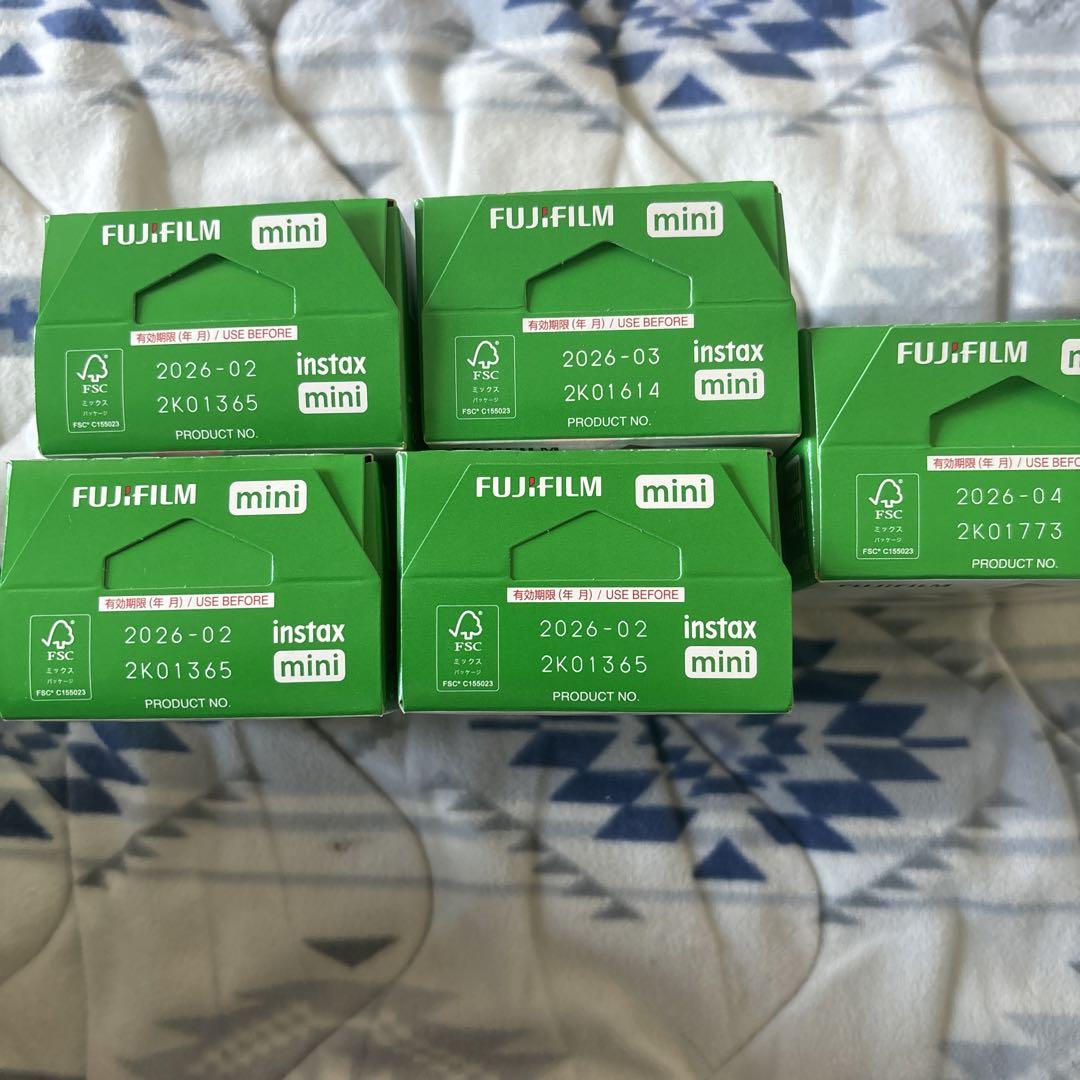 FUJIFILM mini
有効期限(年 月) / USE BEFORE
FSC
ミックス
パッケージ
FSC® C155023
2026-02
2K01365
PRODUCT NO.
instax
mini
FUJIFILM mini
有効期限(年 月) / USE BEFORE
FSC
ミックス
パッケージ
FSC® C155023
2026-03
2K01614
PRODUCT NO.
instax
mini
FUJIFILM
有効期限(年 月) / USE BEFO
FSC
ミックス
パッケージ
FSC® C155023
2026-04
2K01773
PRODUCT NO.
FUJIFILM mini
有効期限(年 月) / USE BEFORE
FSC
ミックス
パッケージ
FSC® C155023
2026-02
2K01365
PRODUCT NO.
instax
mini
FUJIFILM mini
有効期限(年 月) / USE BEFORE
FSC
ミックス
パッケージ
FSC® C155023
2026-02
2K01365
PRODUCT NO.
instax
mini